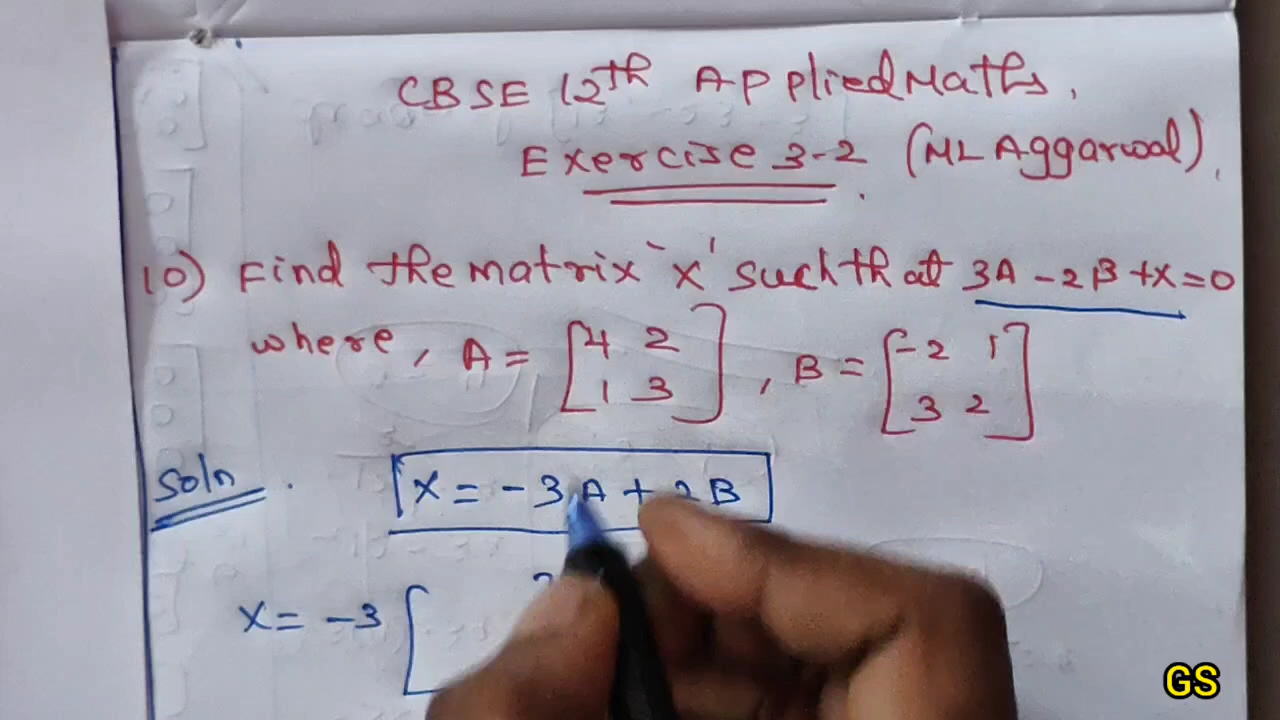 CBSE 12th Applied Maths,
Exercise 3-2 (ML Aggarwal),
10) Find the matrix 'X' such that 3A - 2B + X = 0
where, A = [4 2
1 3], B = [-2 1
3 2]
Soln. X = -3A + 2B
X = -3 [
GS